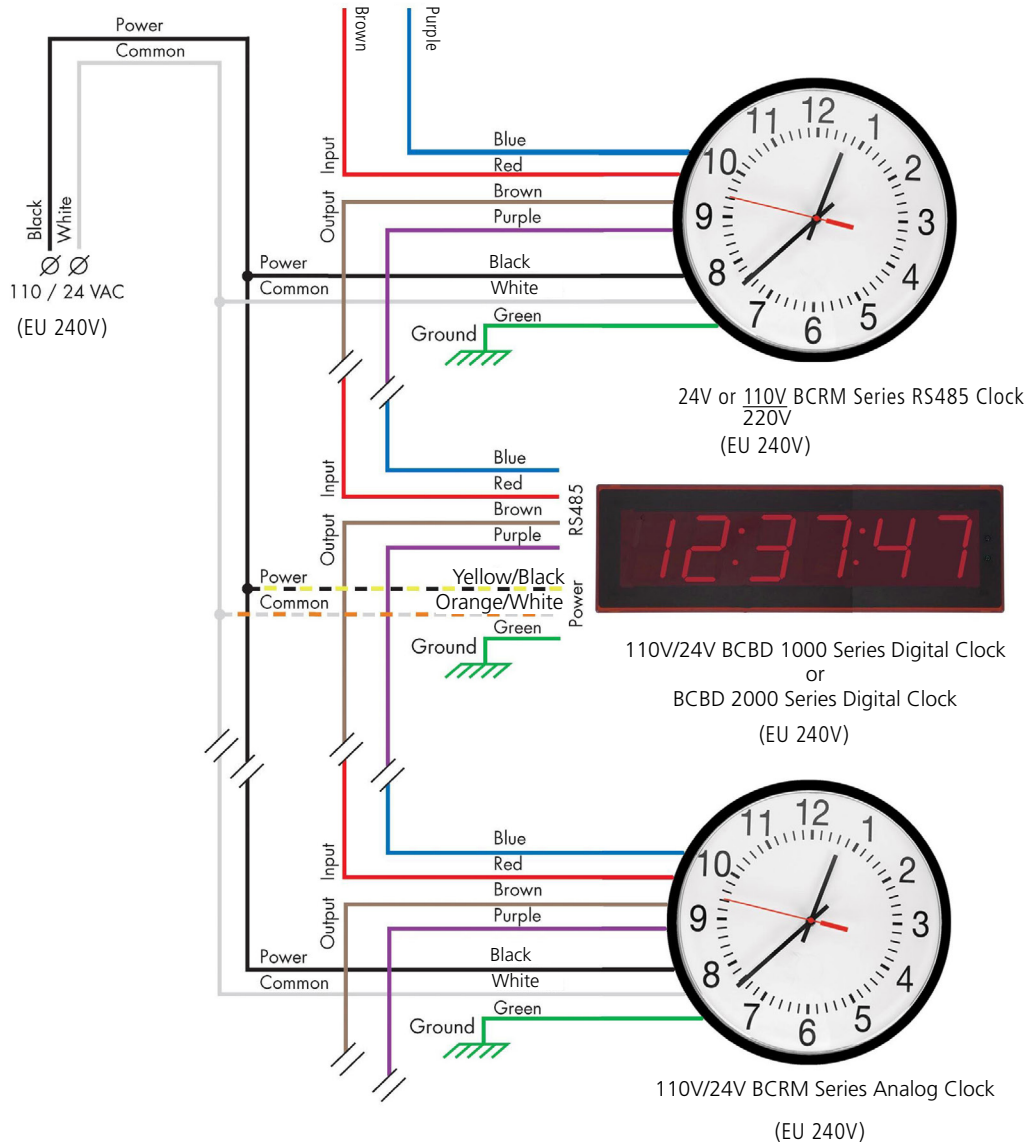 Power
Common
Black
White
110 / 24 VAC
(EU 240V)
Brown
Purple
Input
Blue
Red
Output
Brown
Purple
Power
Black
Common
White
Green
Ground
12
1
2
3
4
5
6
7
8
9
10
11
24V or 110V BCRM Series RS485 Clock
220V
(EU 240V)
Input
Blue
Red
Output
Brown
Purple
RS485
Power
Yellow/Black
Common
Orange/White
Power
Green
Ground
12:37:47
110V/24V BCBD 1000 Series Digital Clock
or
BCBD 2000 Series Digital Clock
(EU 240V)
Input
Blue
Red
Output
Brown
Purple
Power
Black
Common
White
Green
Ground
12
1
2
3
4
5
6
7
8
9
10
11
110V/24V BCRM Series Analog Clock
(EU 240V)